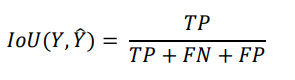 IoU(Y, Ŷ) = TP / (TP + FN + FP)